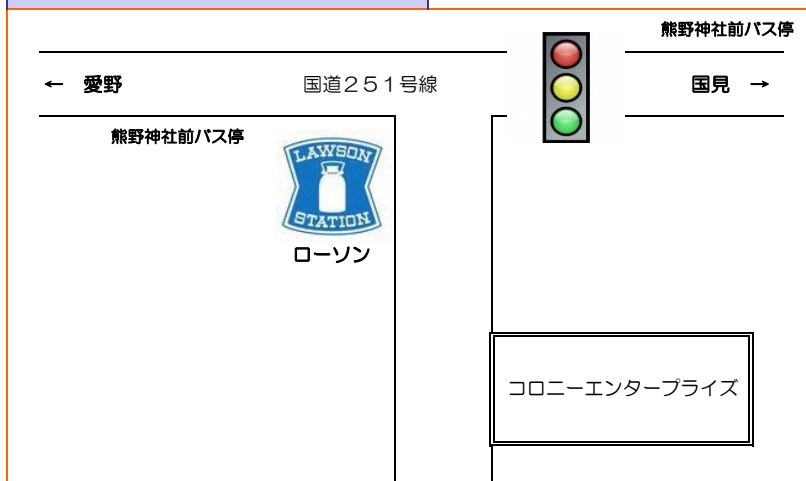 熊野神社前バス停
← 愛野
国道２５１号線
国見 →
熊野神社前バス停
LAWSON
STATION
ローソン
コロニーエンタープライズ